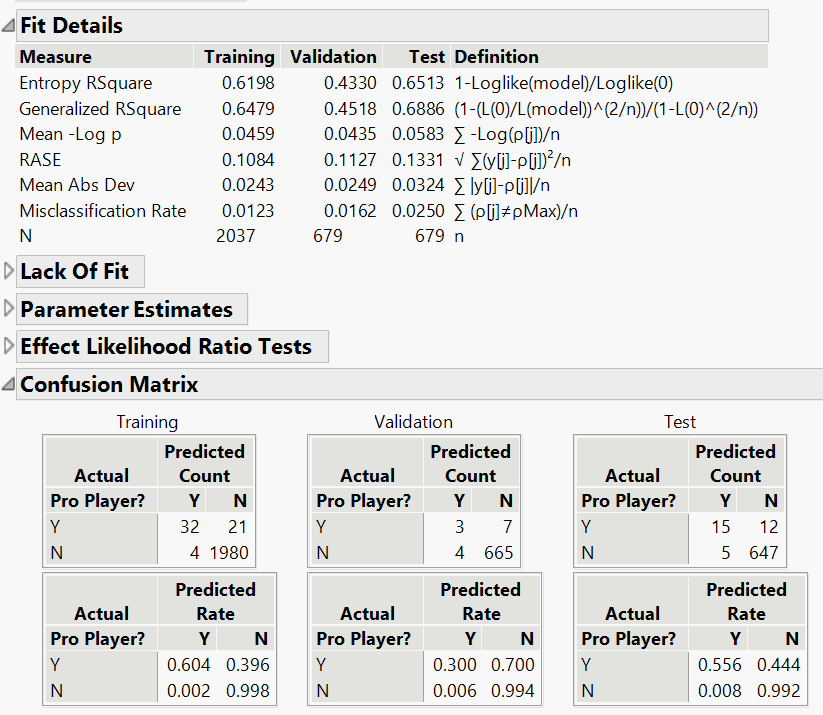 Fit Details
Measure Training Validation Test Definition
Entropy RSquare 0.6198 0.4330 0.6513 1-Loglike(model)/Loglike(0)
Generalized RSquare 0.6479 0.4518 0.6886 (1-(L(0)/L(model))^(2/n))/(1-L(0)^(2/n))
Mean -Log p 0.0459 0.0435 0.0583 ∑ -Log(ρ[j])/n
RASE 0.1084 0.1127 0.1331 √ ∑(y[j]-ρ[j])²/n
Mean Abs Dev 0.0243 0.0249 0.0324 ∑ |y[j]-ρ[j]|/n
Misclassification Rate 0.0123 0.0162 0.0250 ∑ (ρ[j]≠ρMax)/n
N 2037 679 679 n
Lack Of Fit
Parameter Estimates
Effect Likelihood Ratio Tests
Confusion Matrix
Training Validation Test
Predicted Predicted Predicted
Actual Count Actual Count Actual Count
Pro Player? Y N Pro Player? Y N Pro Player? Y N
Y 32 21 Y 3 7 Y 15 12
N 4 1980 N 4 665 N 5 647
Predicted Predicted Predicted
Actual Rate Actual Rate Actual Rate
Pro Player? Y N Pro Player? Y N Pro Player? Y N
Y 0.604 0.396 Y 0.300 0.700 Y 0.556 0.444
N 0.002 0.998 N 0.006 0.994 N 0.008 0.992